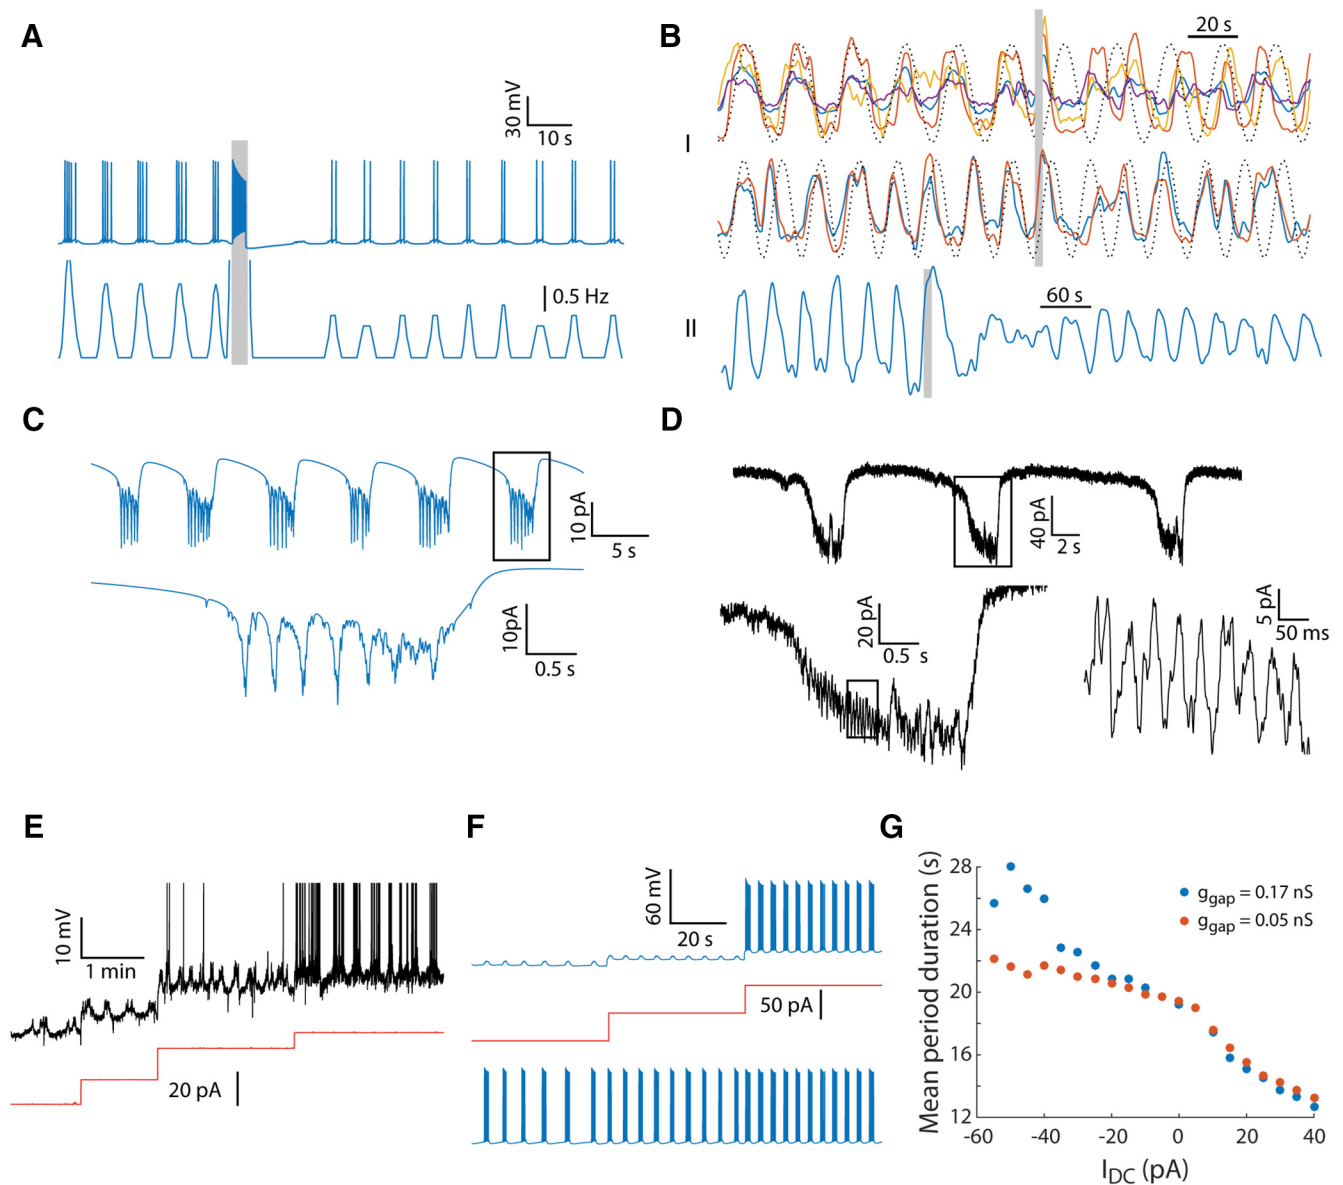 A
30 mV
10 s
0.5 Hz
B
20 s
I
60 s
II
C
10 pA
5 s
10pA
0.5 s
D
40 pA
2 s
20 pA
0.5 s
5 pA
50 ms
E
10 mV
1 min
20 pA
F
60 mV
20 s
50 pA
G
Mean period duration (s)
28
24
20
16
12
-60
-40
-20
0
20
40
IDC (pA)
ggap = 0.17 nS
ggap = 0.05 nS